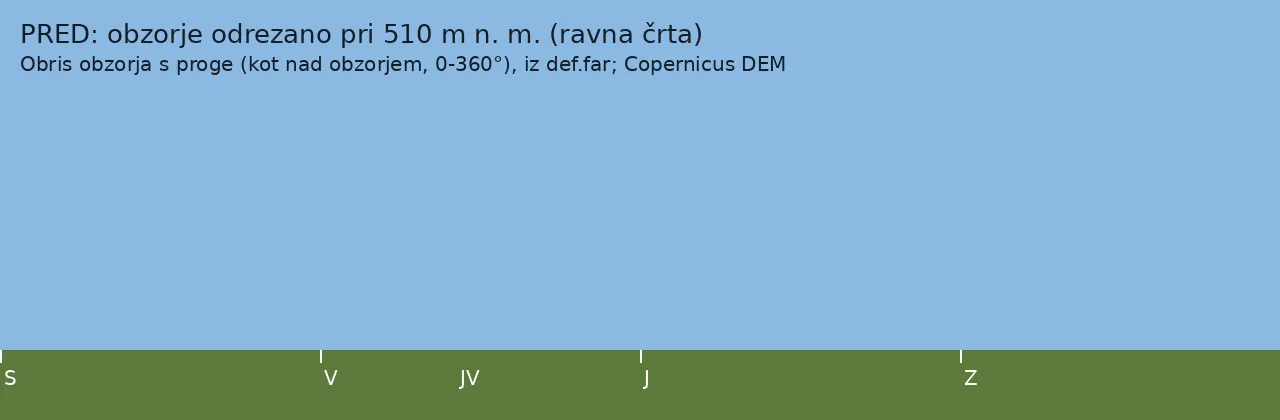 PRED: obzorje odrezano pri 510 m n. m. (ravna črta)
Obris obzorja s proge (kot nad obzorjem, 0-360°), iz def.far; Copernicus DEM
S V JV J Z